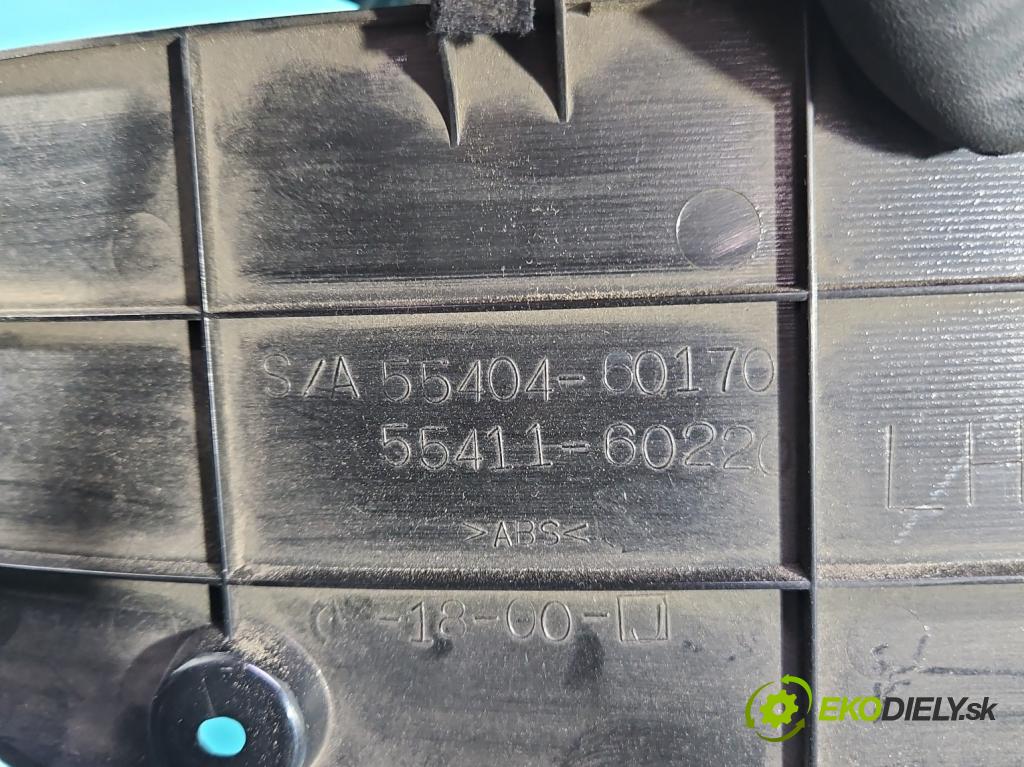 S/A 55404-60170
55411-60220
LH
>ABS<
-18-00-
EKODIELY.sk